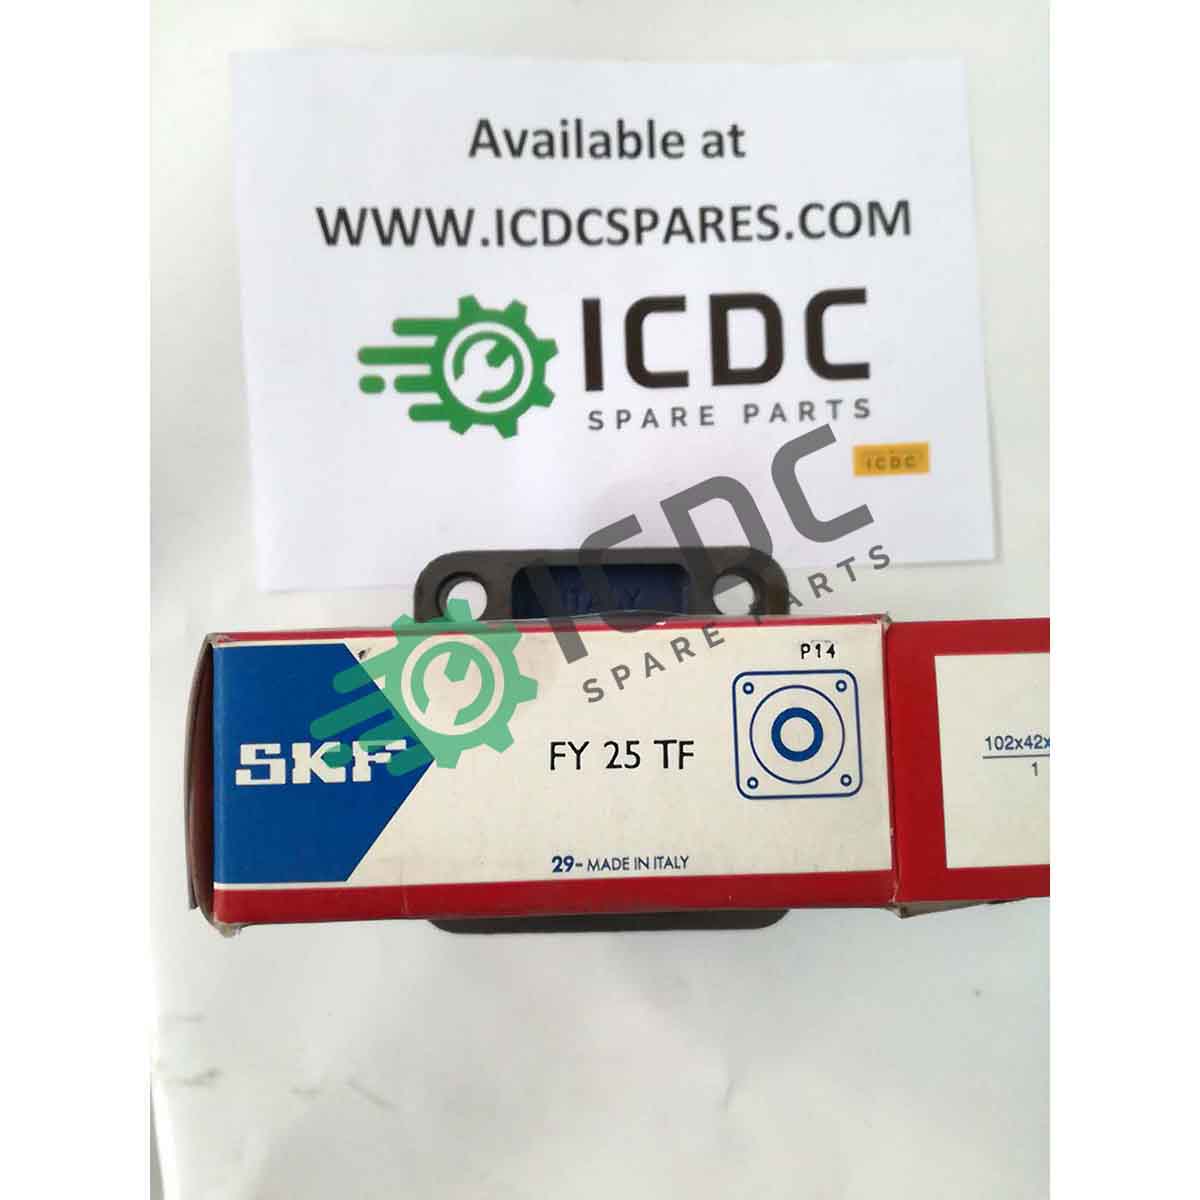 Available at
WWW.ICDCSPARES.COM
ICDC
SPARE PARTS
ICDC
ICDC
SPARE PARTS
ITALY
P14
SKF
FY 25 TF
102x42x
1
29- MADE IN ITALY